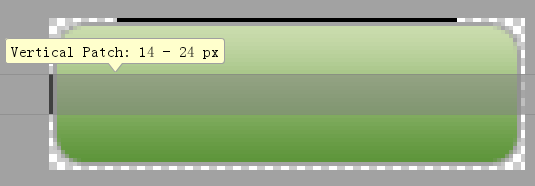 Vertical Patch: 14 - 24 px